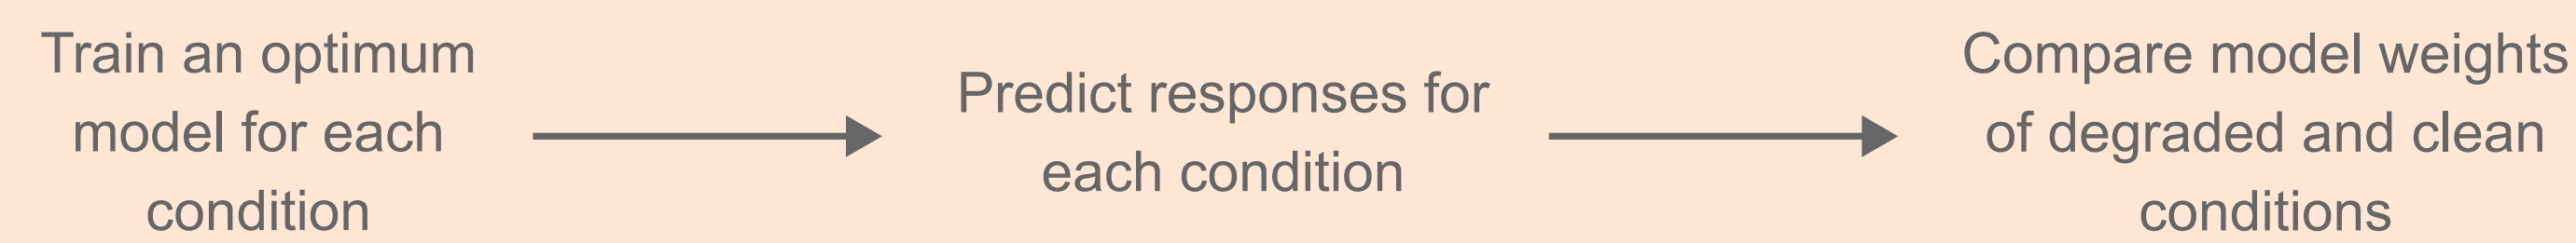 Train an optimum
model for each
condition
Predict responses for
each condition
Compare model weights
of degraded and clean
conditions